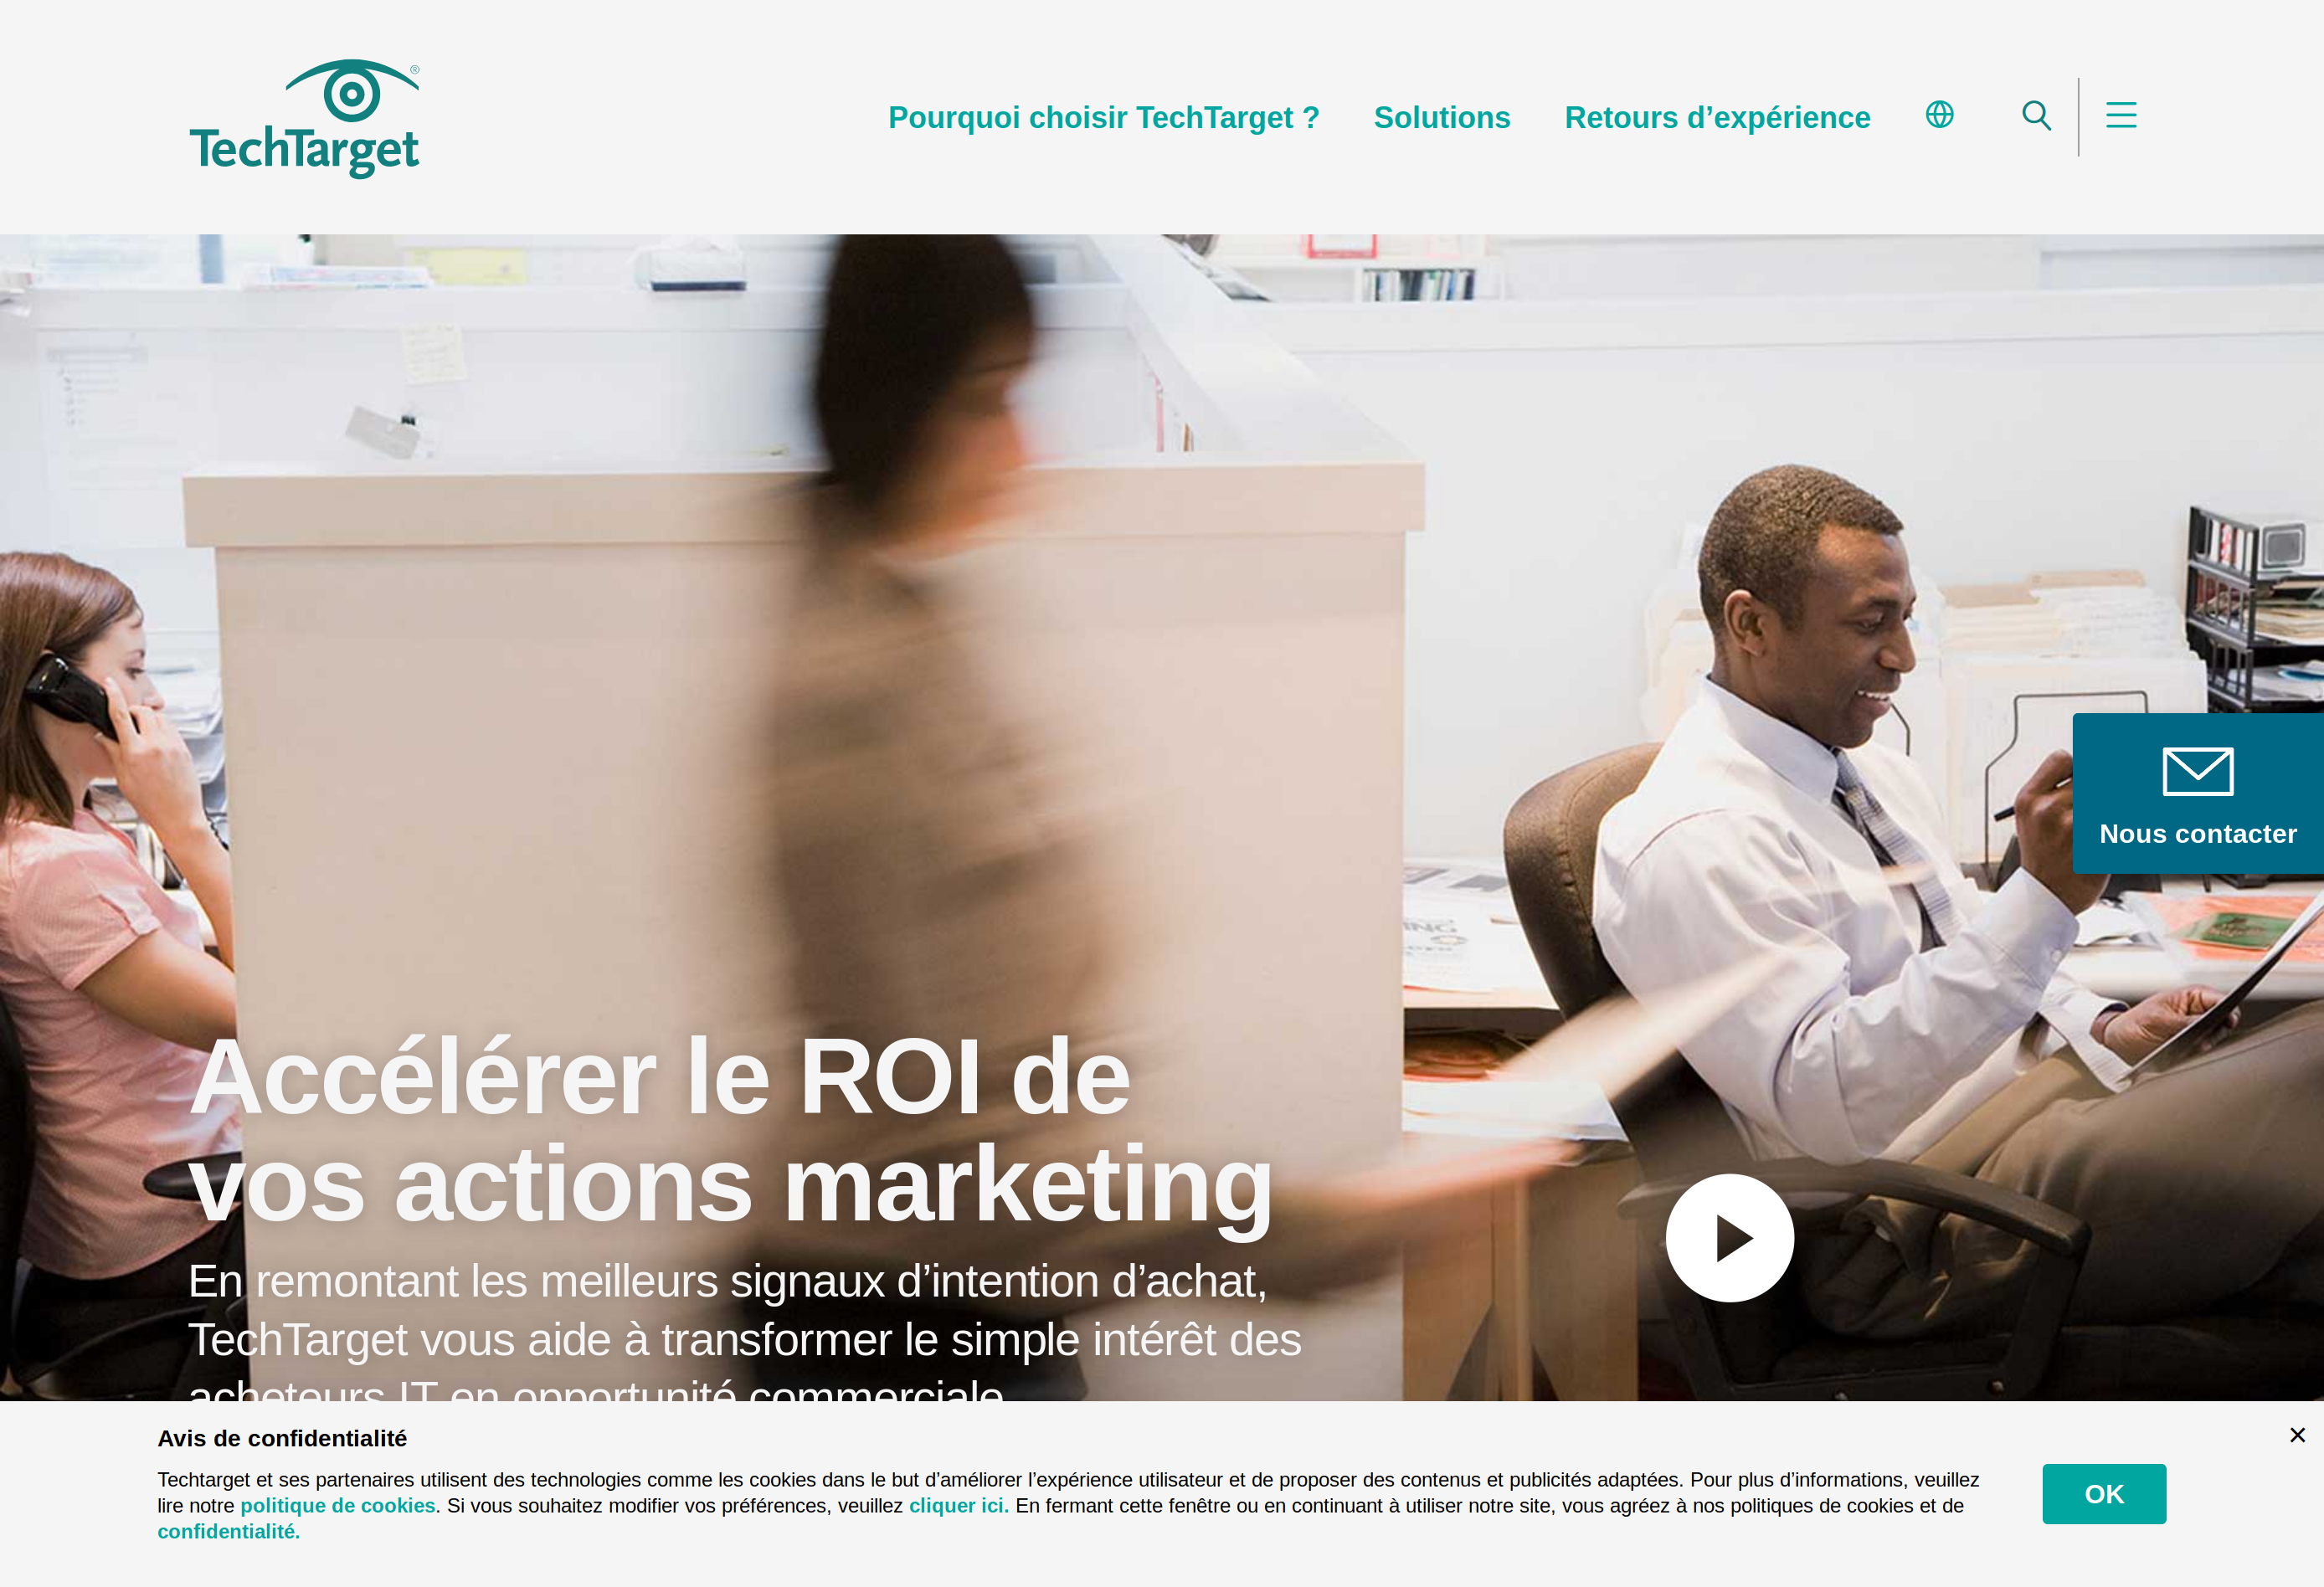 TechTarget®
Pourquoi choisir TechTarget ?
Solutions
Retours d’expérience
Nous contacter
Accélérer le ROI de
vos actions marketing
En remontant les meilleurs signaux d’intention d’achat,
TechTarget vous aide à transformer le simple intérêt des
acheteurs IT en opportunité commerciale
Avis de confidentialité
Techtarget et ses partenaires utilisent des technologies comme les cookies dans le but d’améliorer l’expérience utilisateur et de proposer des contenus et publicités adaptées. Pour plus d’informations, veuillez
lire notre politique de cookies. Si vous souhaitez modifier vos préférences, veuillez cliquer ici. En fermant cette fenêtre ou en continuant à utiliser notre site, vous agréez à nos politiques de cookies et de
confidentialité.
OK